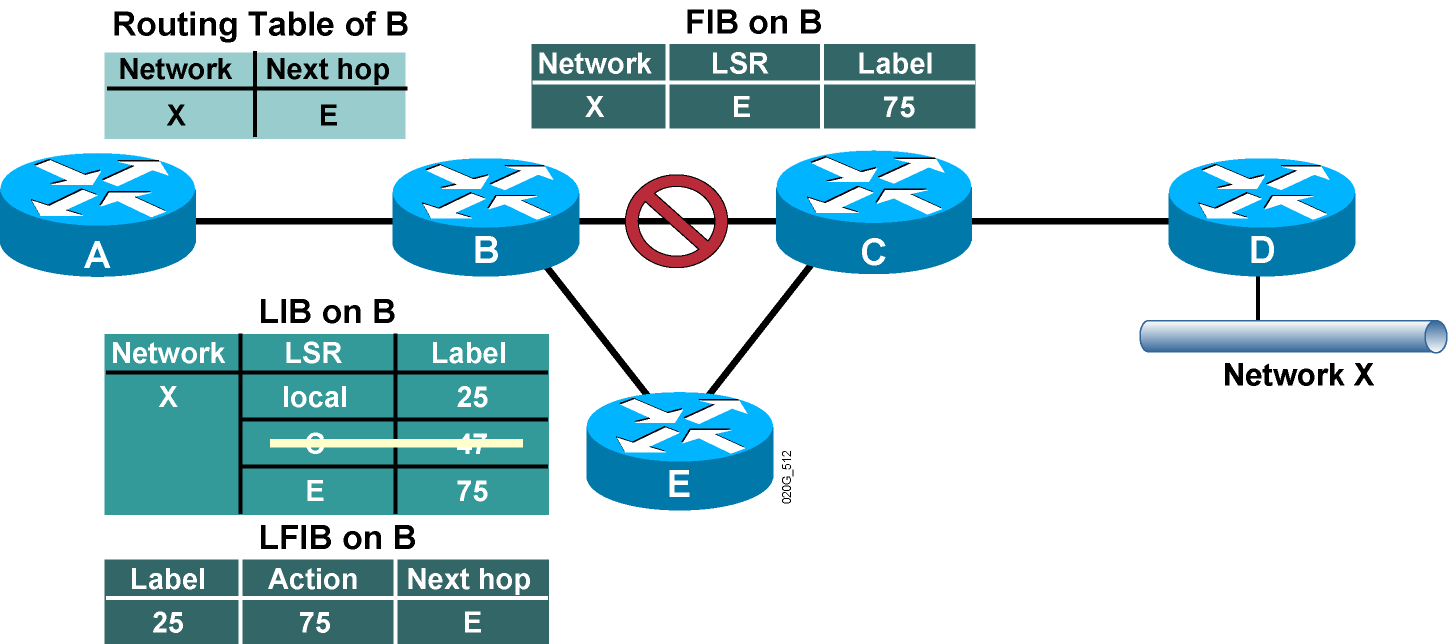 Routing Table of B
Network Next hop
X E
FIB on B
Network LSR Label
X E 75
A
B
C
D
Network X
LIB on B
Network LSR Label
X local 25
C 47
E 75
E
020G_512
LFIB on B
Label Action Next hop
25 75 E